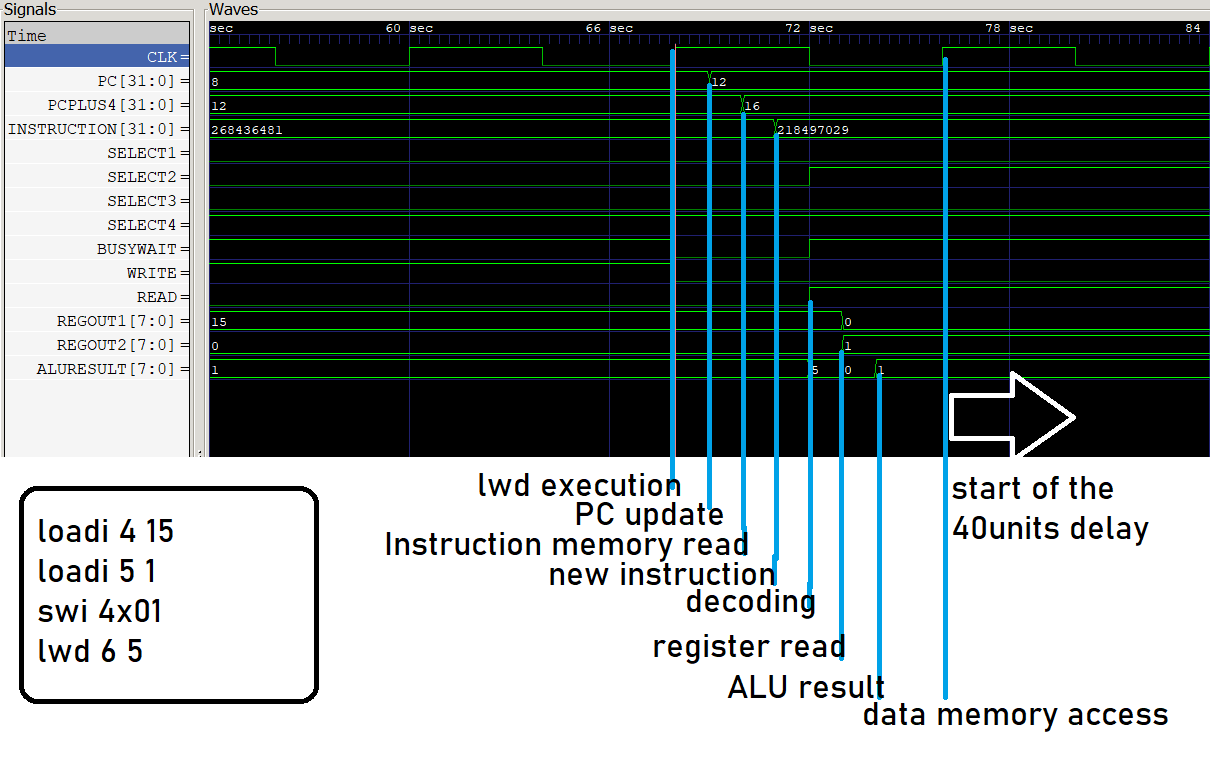 Signals
Waves
Time
sec 60 sec 66 sec 72 sec 78 sec 84
CLK =
PC[31:0] = 8 12
PCPLUS4[31:0] = 12 16
INSTRUCTION[31:0] = 268436481 218497029
SELECT1 =
SELECT2 =
SELECT3 =
SELECT4 =
BUSYWAIT =
WRITE =
READ =
REGOUT1[7:0] = 15 0
REGOUT2[7:0] = 0 1
ALURESULT[7:0] = 1 5 0 1
lwd execution
PC update
Instruction memory read
new instruction
decoding
register read
ALU result
data memory access
start of the
40units delay
loadi 4 15
loadi 5 1
swi 4x01
lwd 6 5